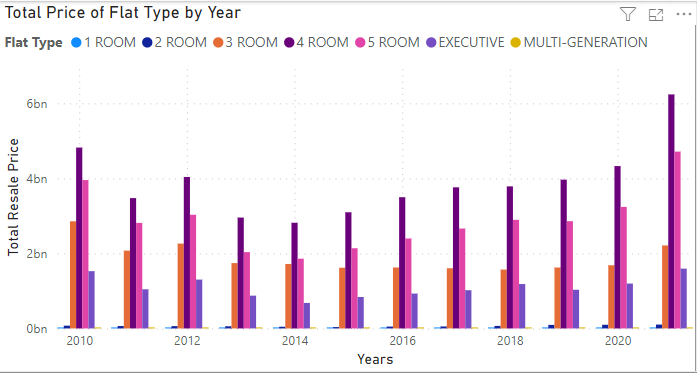 Total Price of Flat Type by Year
Flat Type 1 ROOM 2 ROOM 3 ROOM 4 ROOM 5 ROOM EXECUTIVE MULTI-GENERATION
6bn
4bn
2bn
0bn
Total Resale Price
2010 2012 2014 2016 2018 2020
Years